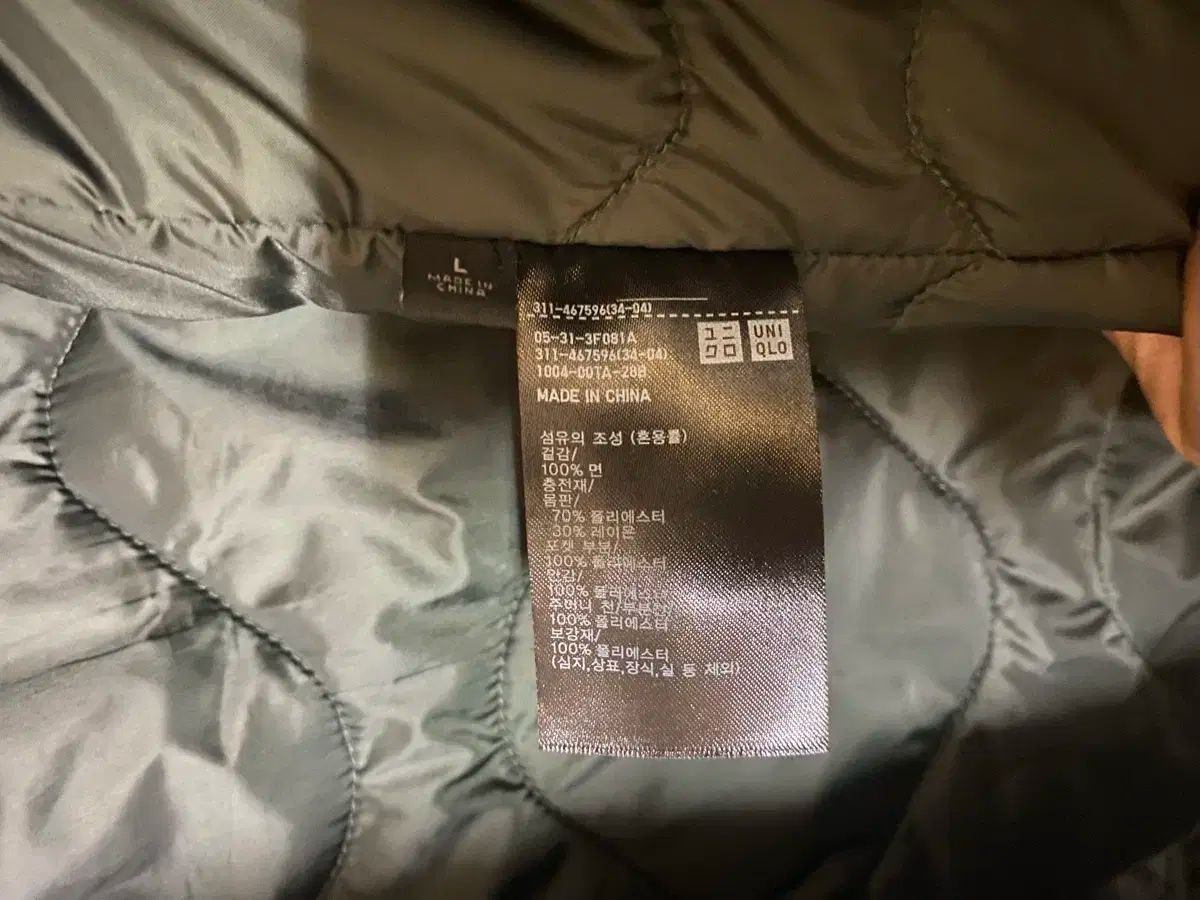 L
MADE IN
CHINA
311-467596(34-04)
05-31-3F081A
311-467596(34-04)
1004-00TA-28B
ユニ
クロ
UNI
QLO
MADE IN CHINA
섬유의 조성 (혼용률)
겉감/
100% 면
충전재/
몸판/
70% 폴리에스터
30% 레이온
포켓 부분/
100% 폴리에스터
안감/
100% 폴리에스터
주머니 천/부분
100% 폴리에스터
보강재/
100% 폴리에스터
(심지,상표,장식,실 등 제외)